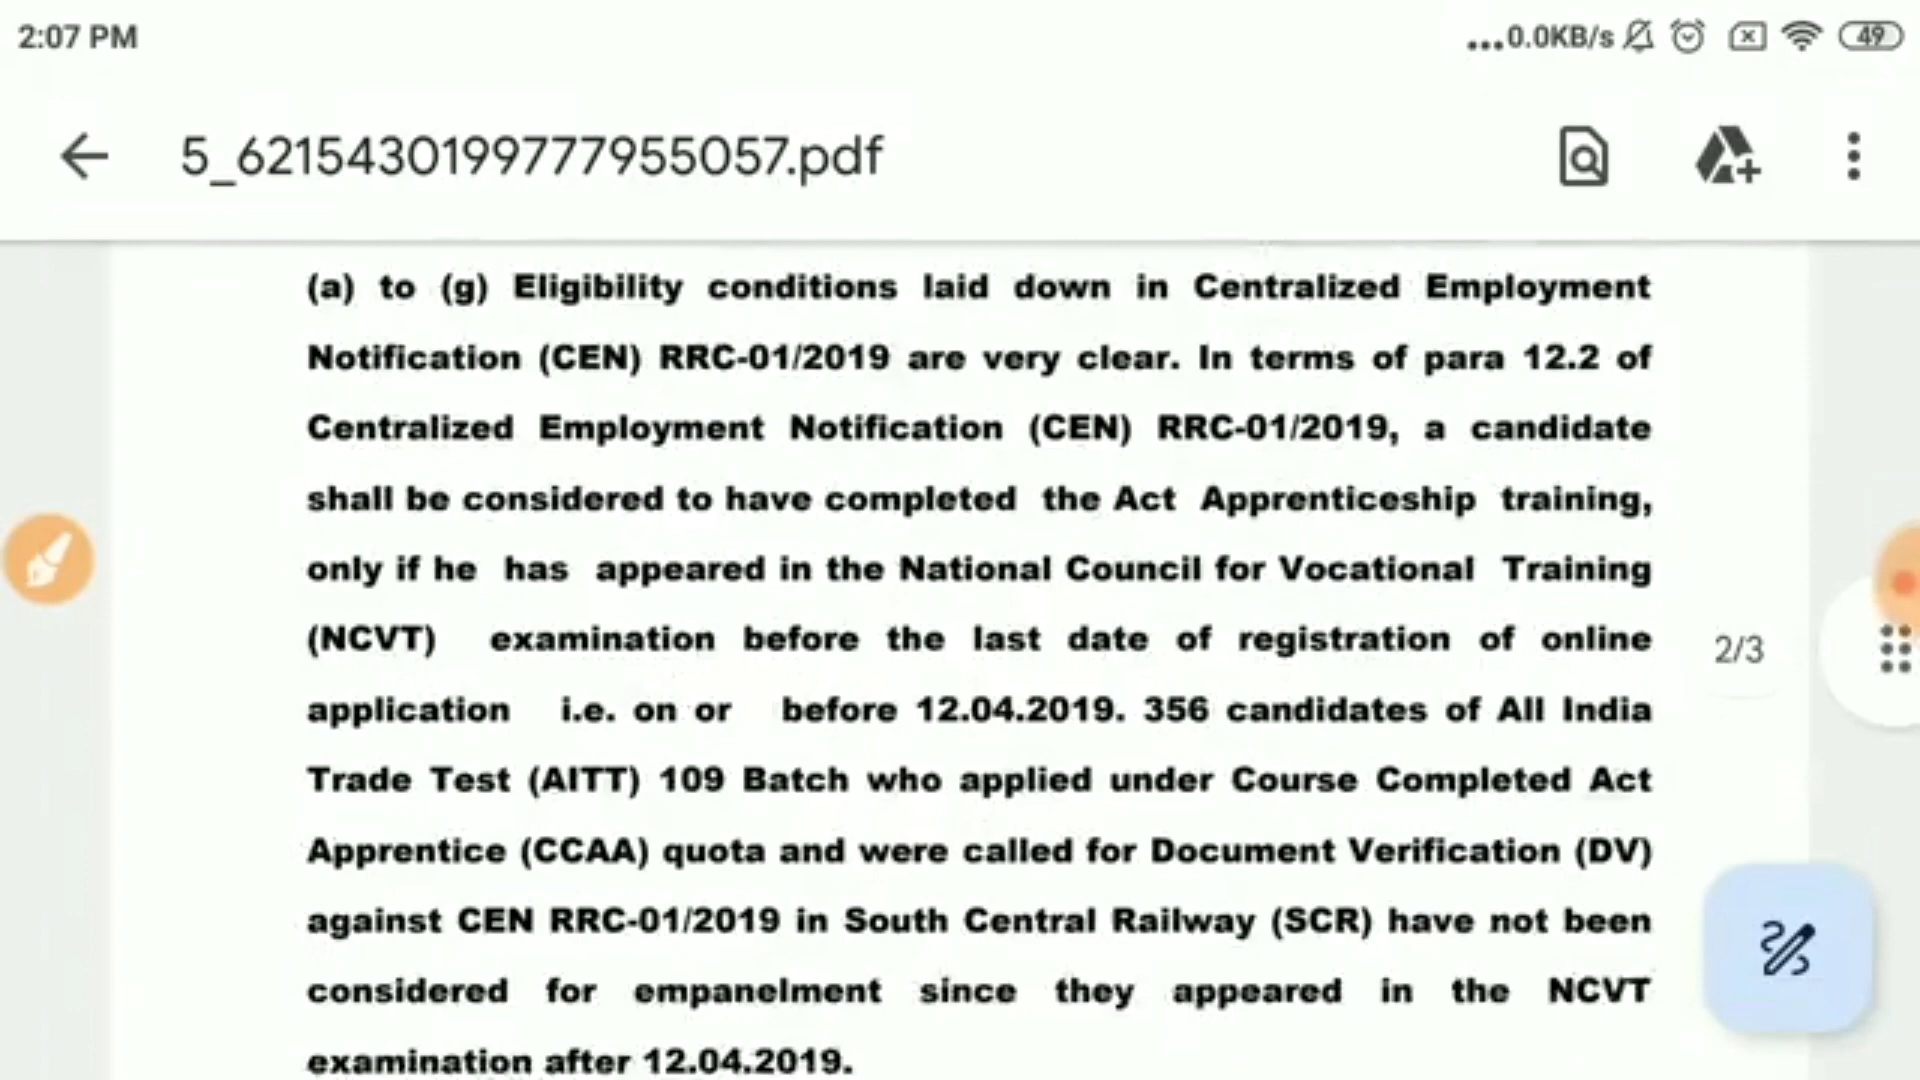 2:07 PM
...0.0KB/s
49
5_6215430199777955057.pdf
(a) to (g) Eligibility conditions laid down in Centralized Employment
Notification (CEN) RRC-01/2019 are very clear. In terms of para 12.2 of
Centralized Employment Notification (CEN) RRC-01/2019, a candidate
shall be considered to have completed the Act Apprenticeship training,
only if he has appeared in the National Council for Vocational Training
(NCVT) examination before the last date of registration of online
2/3
application i.e. on or before 12.04.2019. 356 candidates of All India
Trade Test (AITT) 109 Batch who applied under Course Completed Act
Apprentice (CCAA) quota and were called for Document Verification (DV)
against CEN RRC-01/2019 in South Central Railway (SCR) have not been
considered for empanelment since they appeared in the NCVT
examination after 12.04.2019.